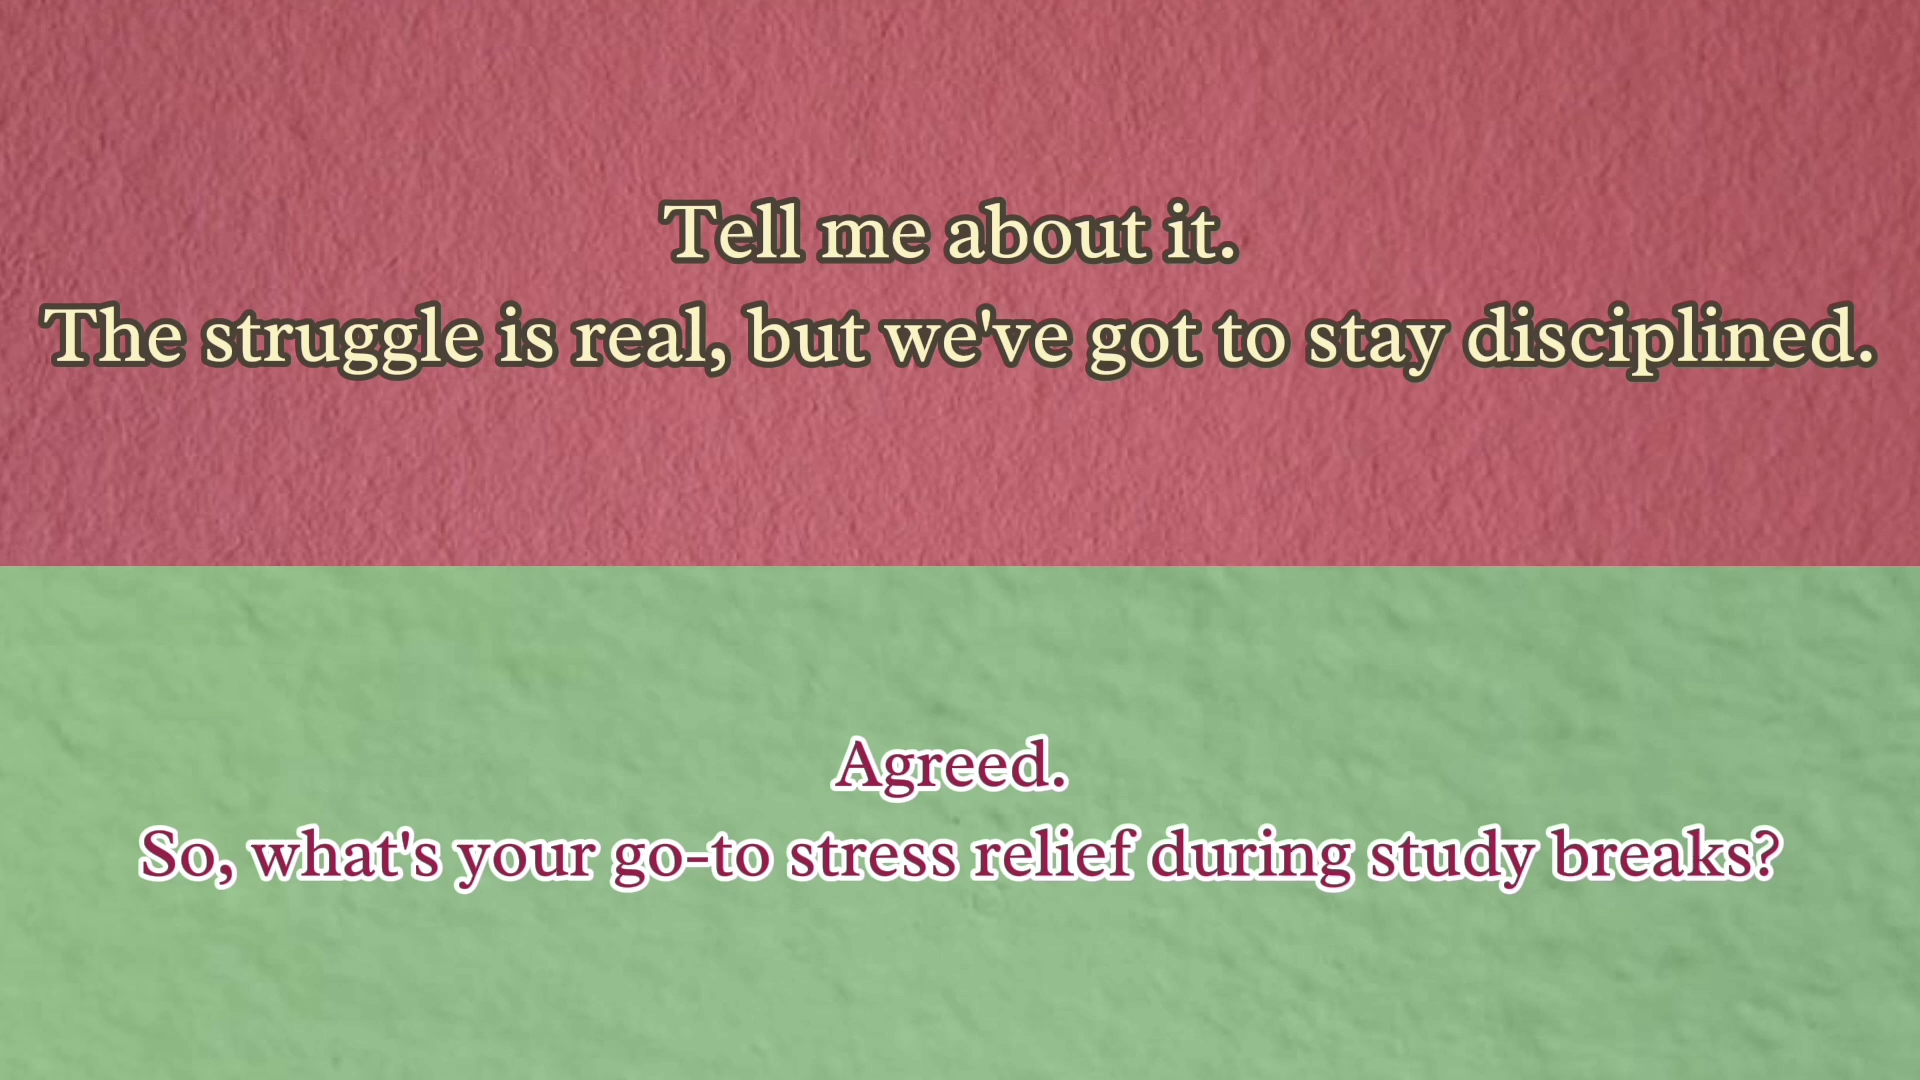 Tell me about it.
The struggle is real, but we've got to stay disciplined.
Agreed.
So, what's your go-to stress relief during study breaks?